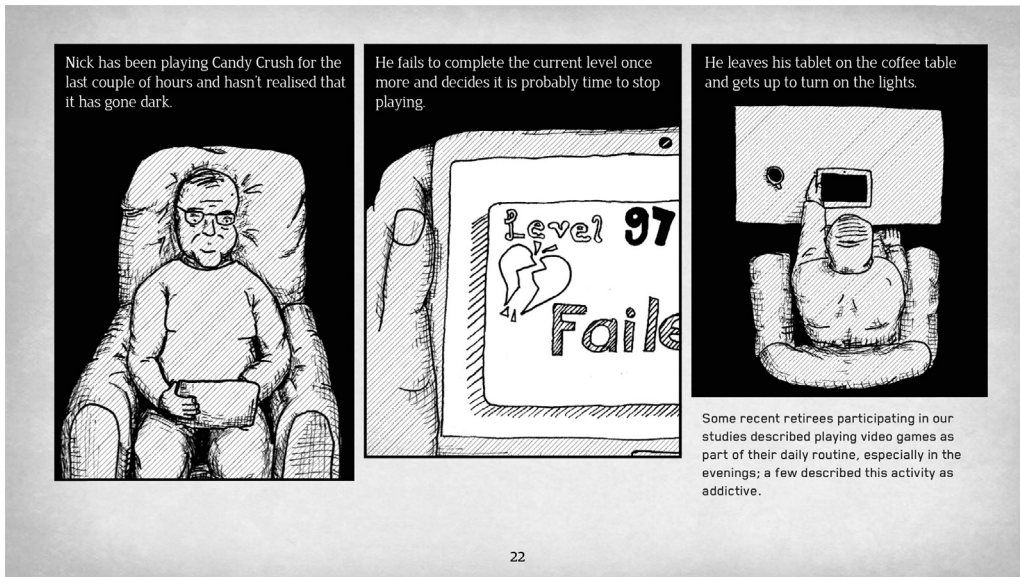 Nick has been playing Candy Crush for the
last couple of hours and hasn't realised that
it has gone dark.
He fails to complete the current level once
more and decides it is probably time to stop
playing.
Level 97
Faile
He leaves his tablet on the coffee table
and gets up to turn on the lights.
Some recent retirees participating in our
studies described playing video games as
part of their daily routine, especially in the
evenings; a few described this activity as
addictive.
22